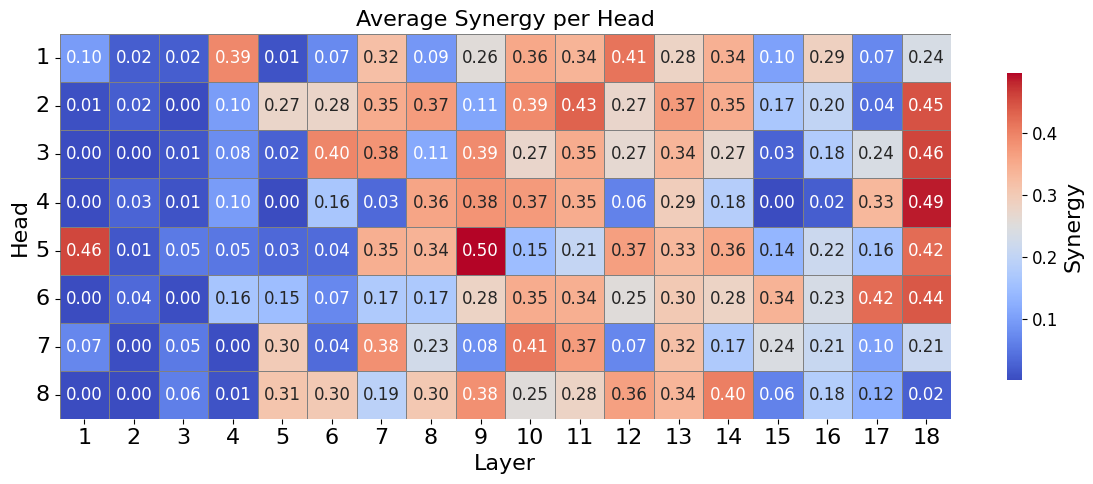 Average Synergy per Head
1 0.10 0.02 0.02 0.39 0.01 0.07 0.32 0.09 0.26 0.36 0.34 0.41 0.28 0.34 0.10 0.29 0.07 0.24
2 0.01 0.02 0.00 0.10 0.27 0.28 0.35 0.37 0.11 0.39 0.43 0.27 0.37 0.35 0.17 0.20 0.04 0.45
3 0.00 0.00 0.01 0.08 0.02 0.40 0.38 0.11 0.39 0.27 0.35 0.27 0.34 0.27 0.03 0.18 0.24 0.46
4 0.00 0.03 0.01 0.10 0.00 0.16 0.03 0.36 0.38 0.37 0.35 0.06 0.29 0.18 0.00 0.02 0.33 0.49
5 0.46 0.01 0.05 0.05 0.03 0.04 0.35 0.34 0.50 0.15 0.21 0.37 0.33 0.36 0.14 0.22 0.16 0.42
6 0.00 0.04 0.00 0.16 0.15 0.07 0.17 0.17 0.28 0.35 0.34 0.25 0.30 0.28 0.34 0.23 0.42 0.44
7 0.07 0.00 0.05 0.00 0.30 0.04 0.38 0.23 0.08 0.41 0.37 0.07 0.32 0.17 0.24 0.21 0.10 0.21
8 0.00 0.00 0.06 0.01 0.31 0.30 0.19 0.30 0.38 0.25 0.28 0.36 0.34 0.40 0.06 0.18 0.12 0.02
1 2 3 4 5 6 7 8 9 10 11 12 13 14 15 16 17 18
Layer
Head
0.4
0.3
0.2
0.1
Synergy